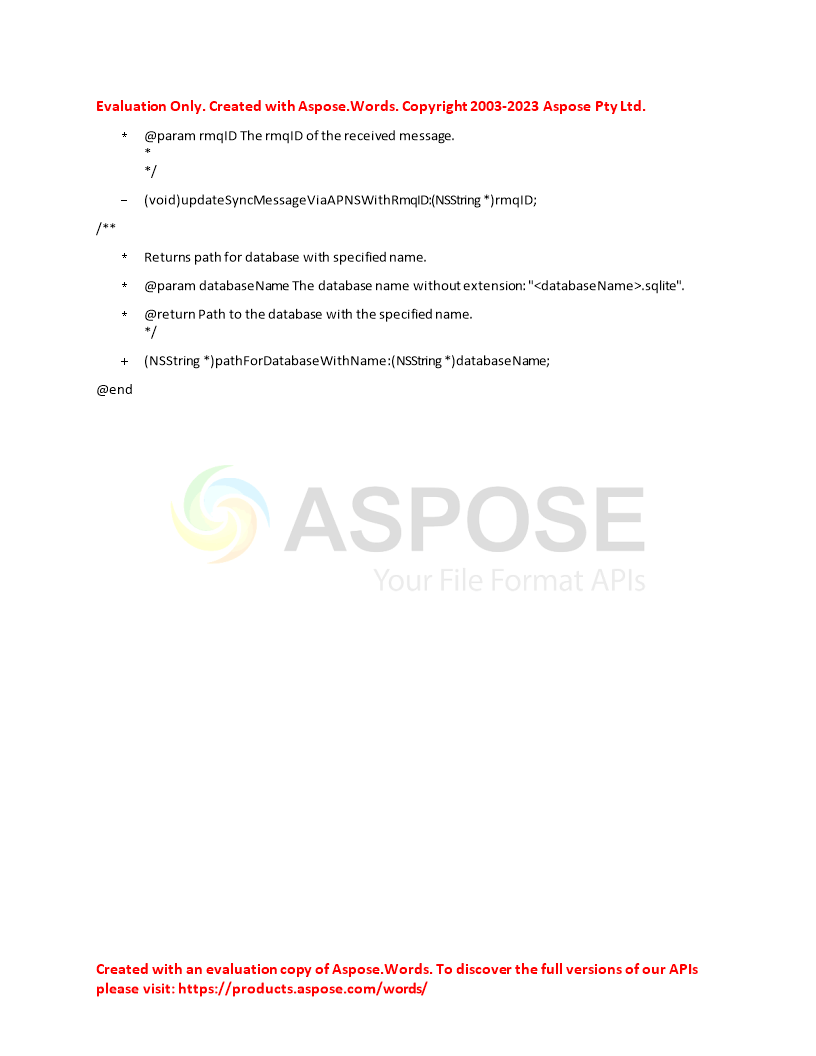 Evaluation Only. Created with Aspose.Words. Copyright 2003-2023 Aspose Pty Ltd.
* @param rmqID The rmqID of the received message.
*
*/
− (void)updateSyncMessageViaAPNSWithRmqID:(NSString *)rmqID;
/**
* Returns path for database with specified name.
* @param databaseName The database name without extension: "<databaseName>.sqlite".
* @return Path to the database with the specified name.
*/
+ (NSString *)pathForDatabaseWithName:(NSString *)databaseName;
@end
ASPOSE
Your File Format APIs
Created with an evaluation copy of Aspose.Words. To discover the full versions of our APIs
please visit: https://products.aspose.com/words/